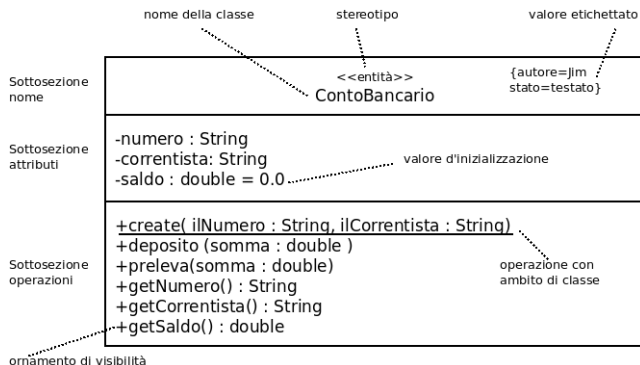 nome della classe
stereotipo
valore etichettato
Sottosezione
nome
<<entità>>
ContoBancario
{autore=Jim
stato=testato}
Sottosezione
attributi
-numero : String
-correntista: String
-saldo : double = 0.0
valore d'inizializzazione
Sottosezione
operazioni
+create( ilNumero : String, ilCorrentista : String)
+deposito (somma : double )
+preleva(somma : double)
+getNumero() : String
+getCorrentista() : String
+getSaldo() : double
operazione con
ambito di classe
ornamento di visibilità